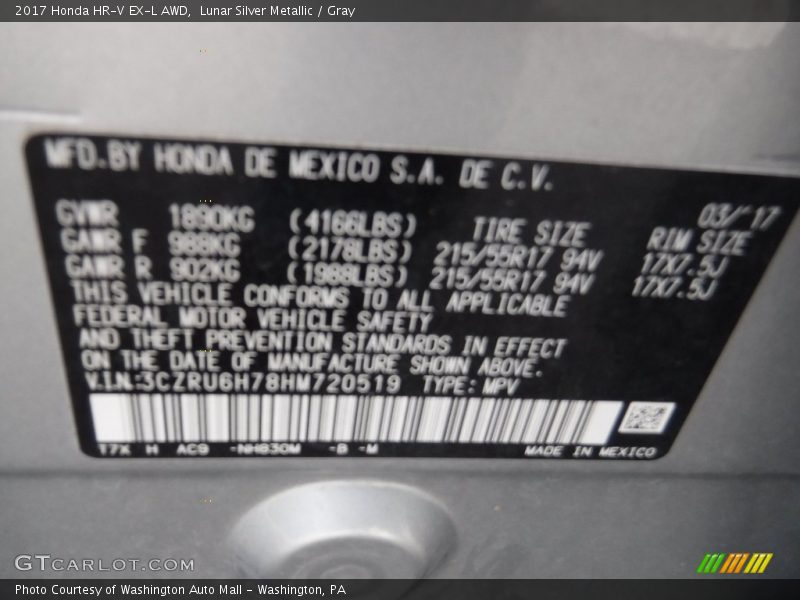 2017 Honda HR-V EX-L AWD, Lunar Silver Metallic / Gray
MFD.BY HONDA DE MEXICO S.A. DE C.V.
03/'17
GVWR 1890KG (4166LBS) TIRE SIZE RIM SIZE
GAWR F 988KG (2178LBS) 215/55R17 94V 17X7.5J
GAWR R 902KG (1988LBS) 215/55R17 94V 17X7.5J
THIS VEHICLE CONFORMS TO ALL APPLICABLE
FEDERAL MOTOR VEHICLE SAFETY
AND THEFT PREVENTION STANDARDS IN EFFECT
ON THE DATE OF MANUFACTURE SHOWN ABOVE.
V.I.N.:3CZRU6H78HM720519 TYPE: MPV
T7X H AC9 -NH830M -B -M MADE IN MEXICO
GTCARLOT.COM
Photo Courtesy of Washington Auto Mall - Washington, PA